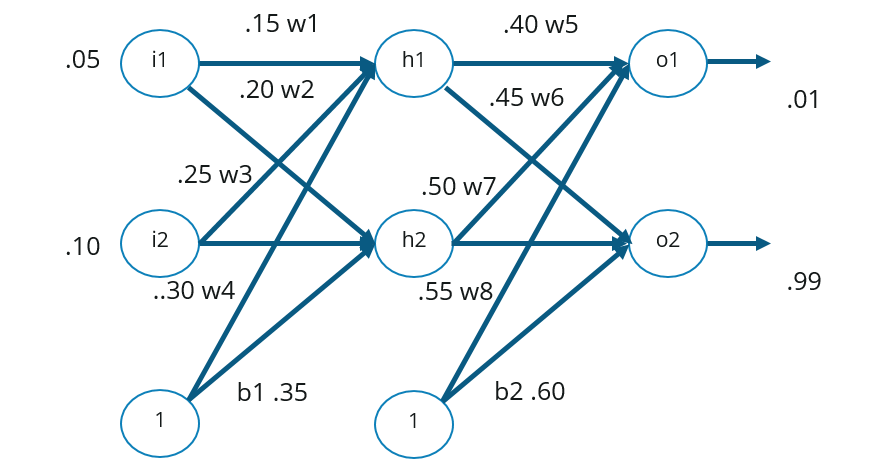 .15 w1
.40 w5
.05
i1
h1
o1
.20 w2
.45 w6
.01
.25 w3
.50 w7
.10
i2
h2
o2
..30 w4
.55 w8
.99
b1 .35
b2 .60
1
1